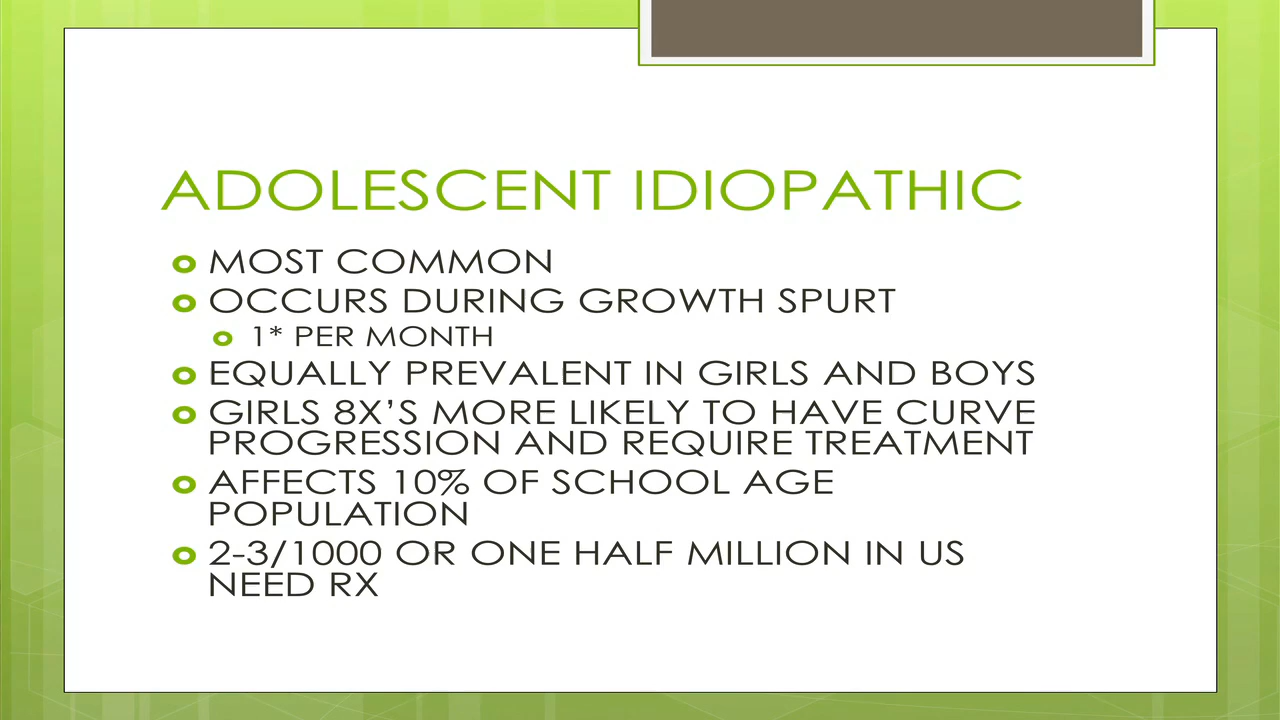 ADOLESCENT IDIOPATHIC
MOST COMMON
OCCURS DURING GROWTH SPURT
1* PER MONTH
EQUALLY PREVALENT IN GIRLS AND BOYS
GIRLS 8X’S MORE LIKELY TO HAVE CURVE
PROGRESSION AND REQUIRE TREATMENT
AFFECTS 10% OF SCHOOL AGE
POPULATION
2-3/1000 OR ONE HALF MILLION IN US
NEED RX